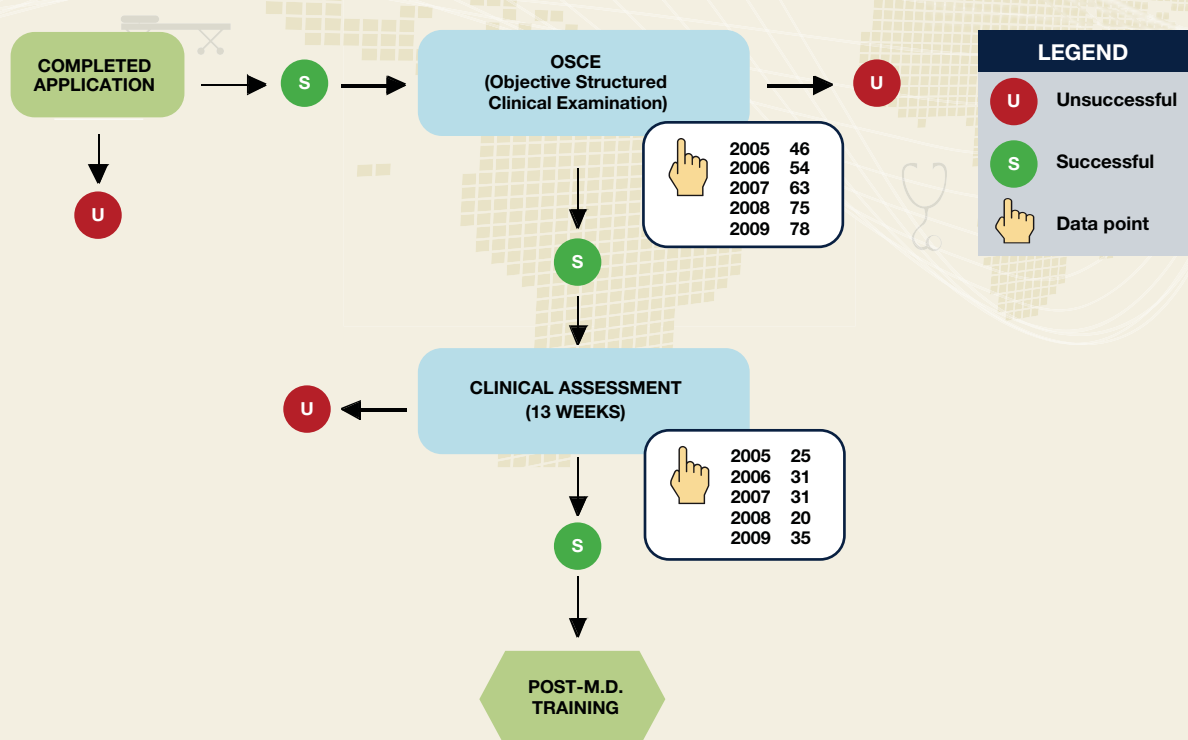 COMPLETED
APPLICATION
S
OSCE
(Objective Structured
Clinical Examination)
U
LEGEND
U Unsuccessful
S Successful
Data point
U
2005 46
2006 54
2007 63
2008 75
2009 78
S
CLINICAL ASSESSMENT
(13 WEEKS)
U
2005 25
2006 31
2007 31
2008 20
2009 35
S
POST-M.D.
TRAINING